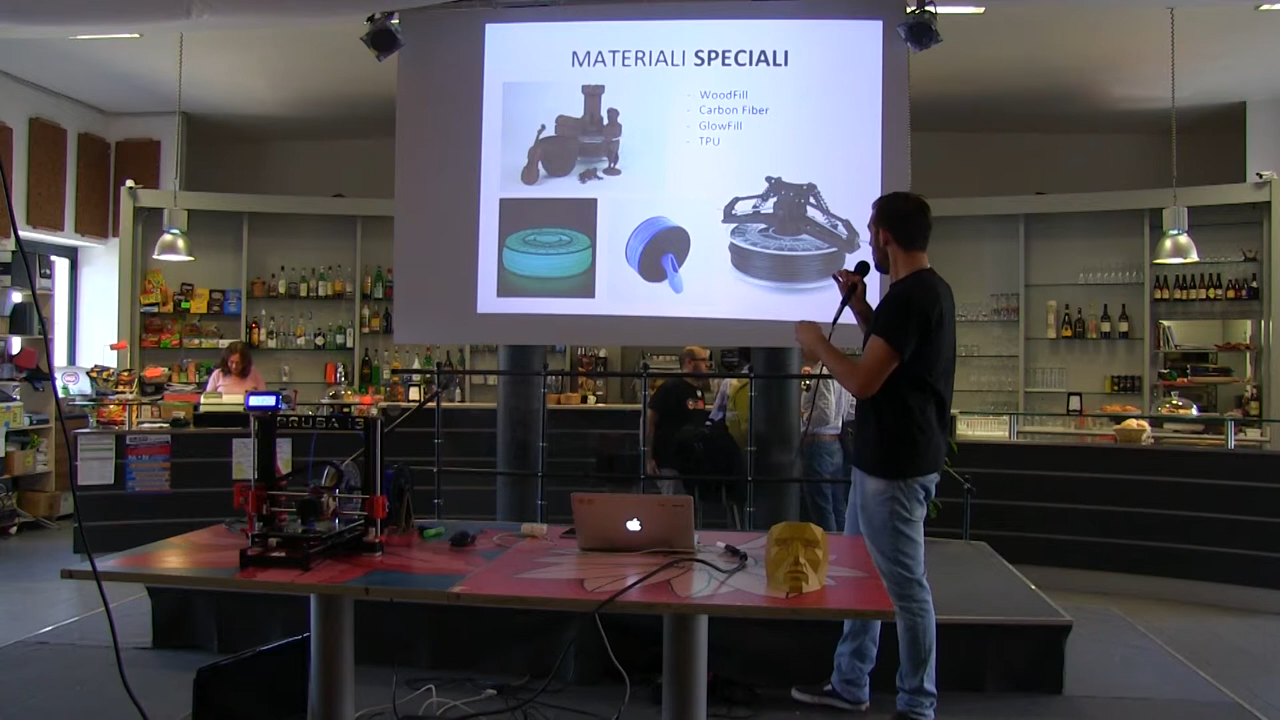 MATERIALI SPECIALI
- WoodFill
- Carbon Fiber
- GlowFill
- TPU
PRUSA i3